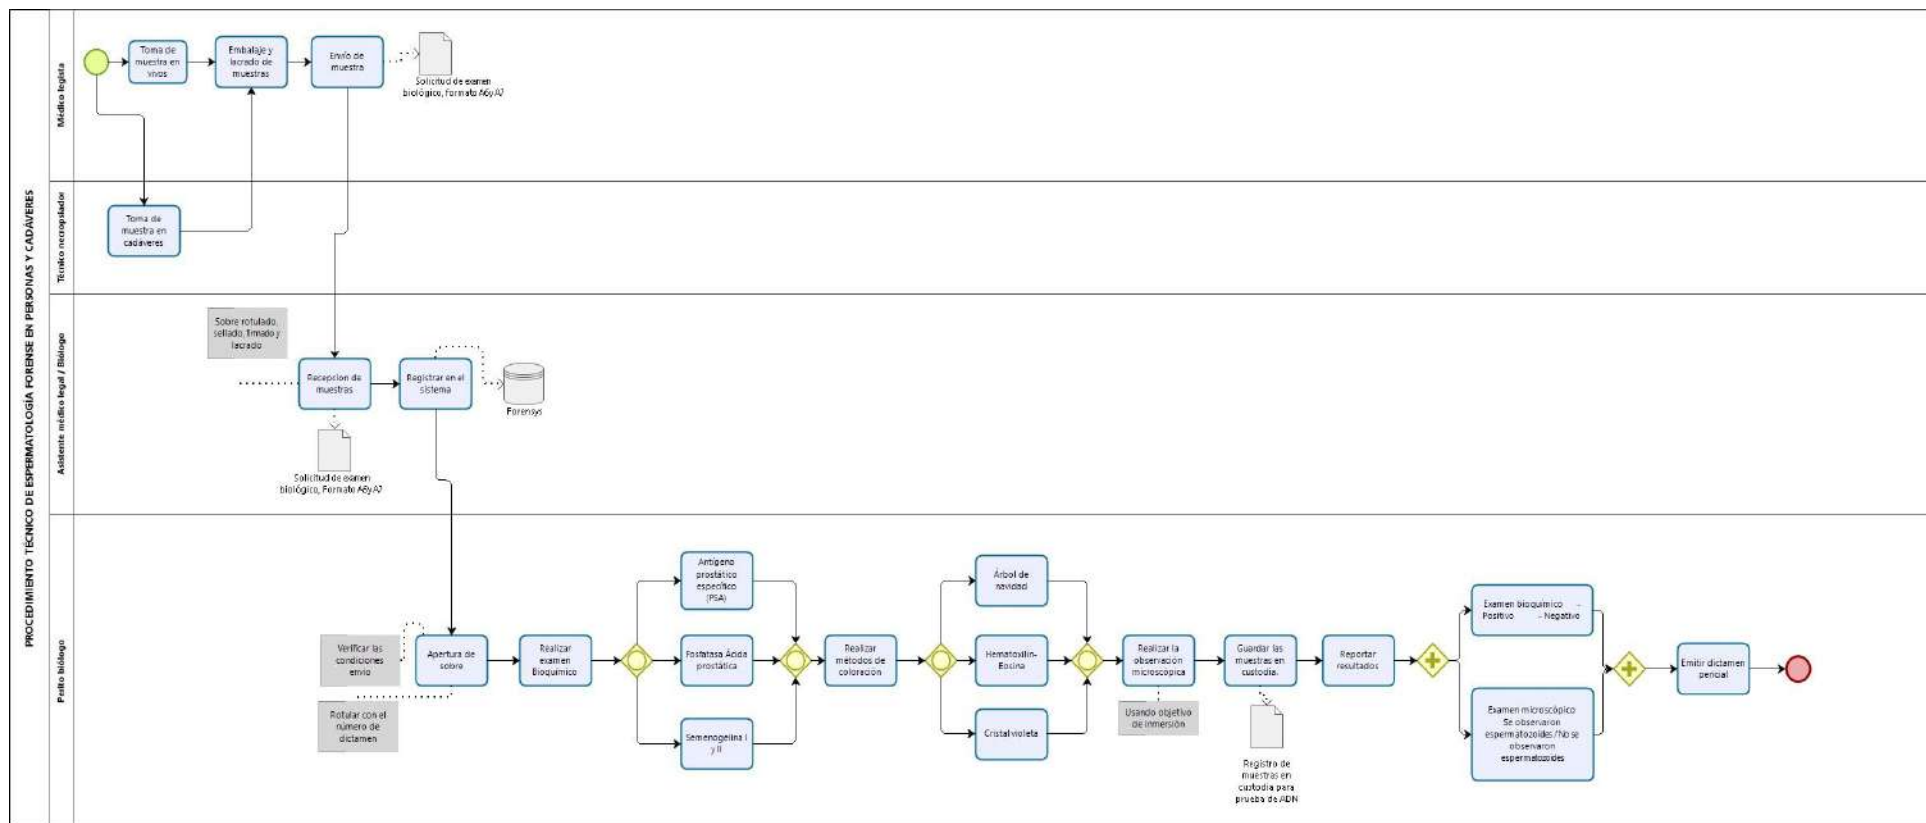 PROCEDIMIENTO TÉCNICO DE ESPERMATOLOGÍA FORENSE EN PERSONAS Y CADÁVERES
Médico legista
Toma de
muestra en
vivos
Embalaje y
lacrado de
muestras
Envío de
muestra
Solicitud de examen
biológico, formato A6 y A7
Técnico necropsiador
Toma de
muestra en
cadáveres
Asistente médico legal / Biólogo
Sobre rotulado,
sellado, firmado y
lacrado
Recepcion de
muestras
Registrar en el
sistema
Forensys
Solicitud de examen
biológico, Formato A6 y A7
Perito biólogo
Verificar las
condiciones
envio
Rotular con el
número de
dictamen
Apertura de
sobre
Realizar
examen
Bioquímico
Antígeno
prostático
específico
(PSA)
Fosfatasa Ácida
prostática
Semenogelina I
y II
Realizar
métodos de
coloración
Árbol de
navidad
Hematoxilin-
Eosina
Cristal violeta
Realizar la
observación
microscópica
Usando objetivo
de inmersión
Guardar las
muestras en
custodia.
Registro de
muestras en
custodia para
prueba de ADN
Reportar
resultados
Examen bioquímico -
Positivo - Negativo
Examen microscópico
Se observaron
espermatozoides / No se
observaron
espermatozoides
Emitir dictamen
pericial